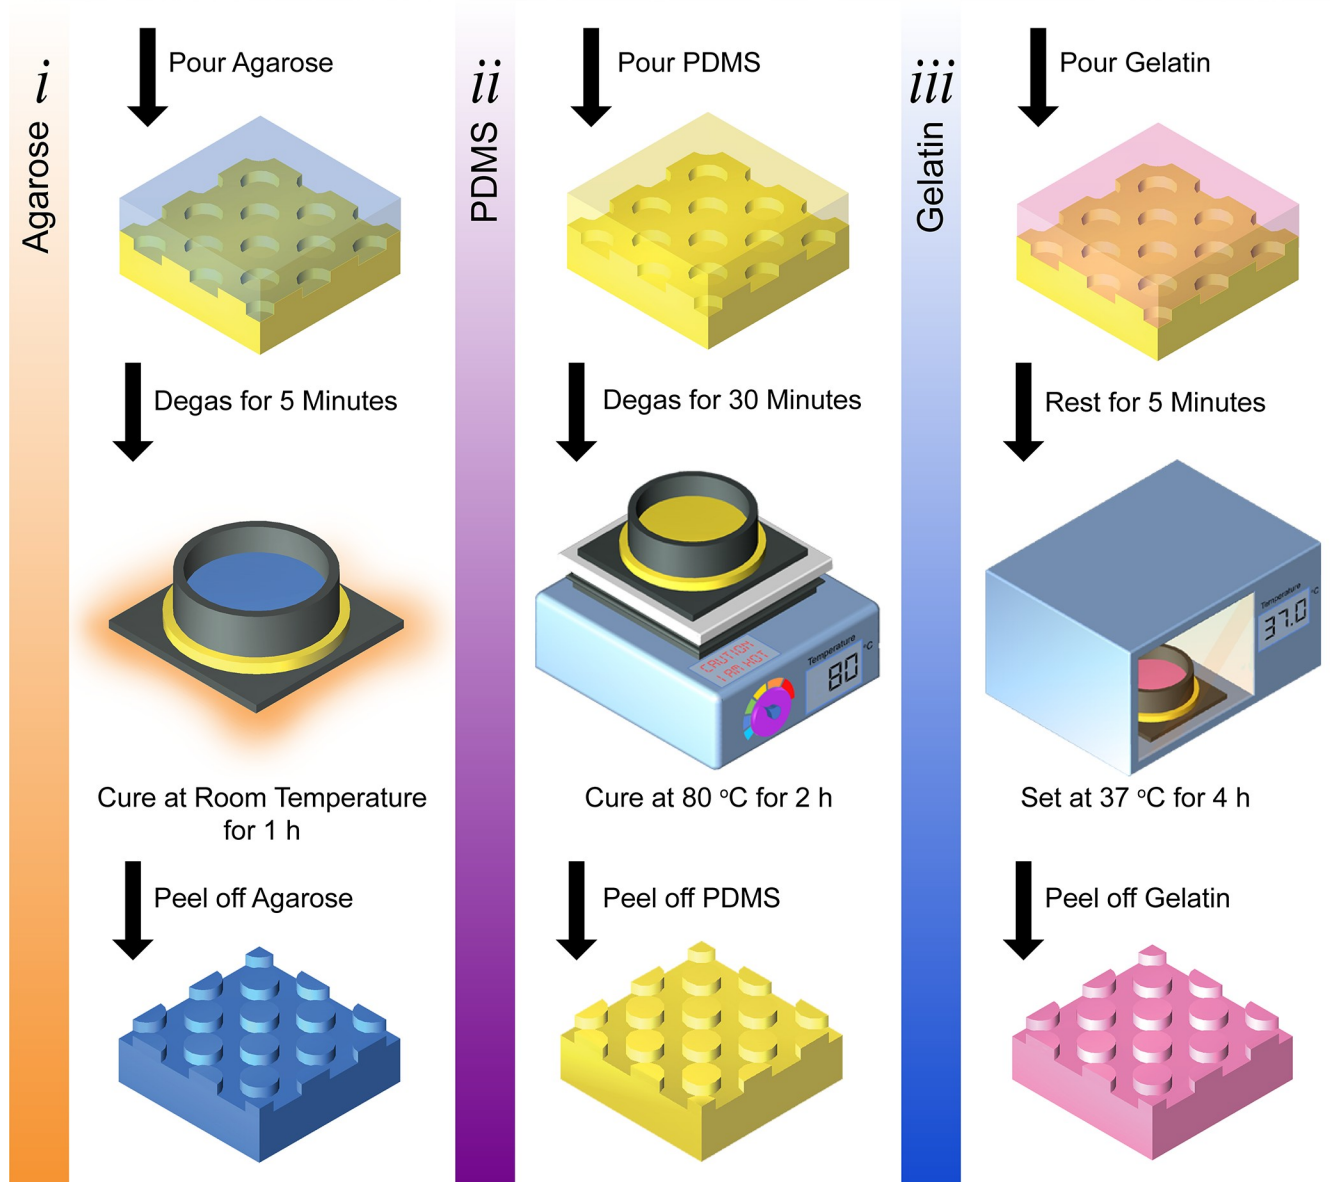 i
Agarose
Pour Agarose
Degas for 5 Minutes
Cure at Room Temperature
for 1 h
Peel off Agarose
ii
PDMS
Pour PDMS
Degas for 30 Minutes
CAUTION
I AM HOT
Temperature
80 °C
Cure at 80 °C for 2 h
Peel off PDMS
iii
Gelatin
Pour Gelatin
Rest for 5 Minutes
Temperature
37.0 °C
Set at 37 °C for 4 h
Peel off Gelatin